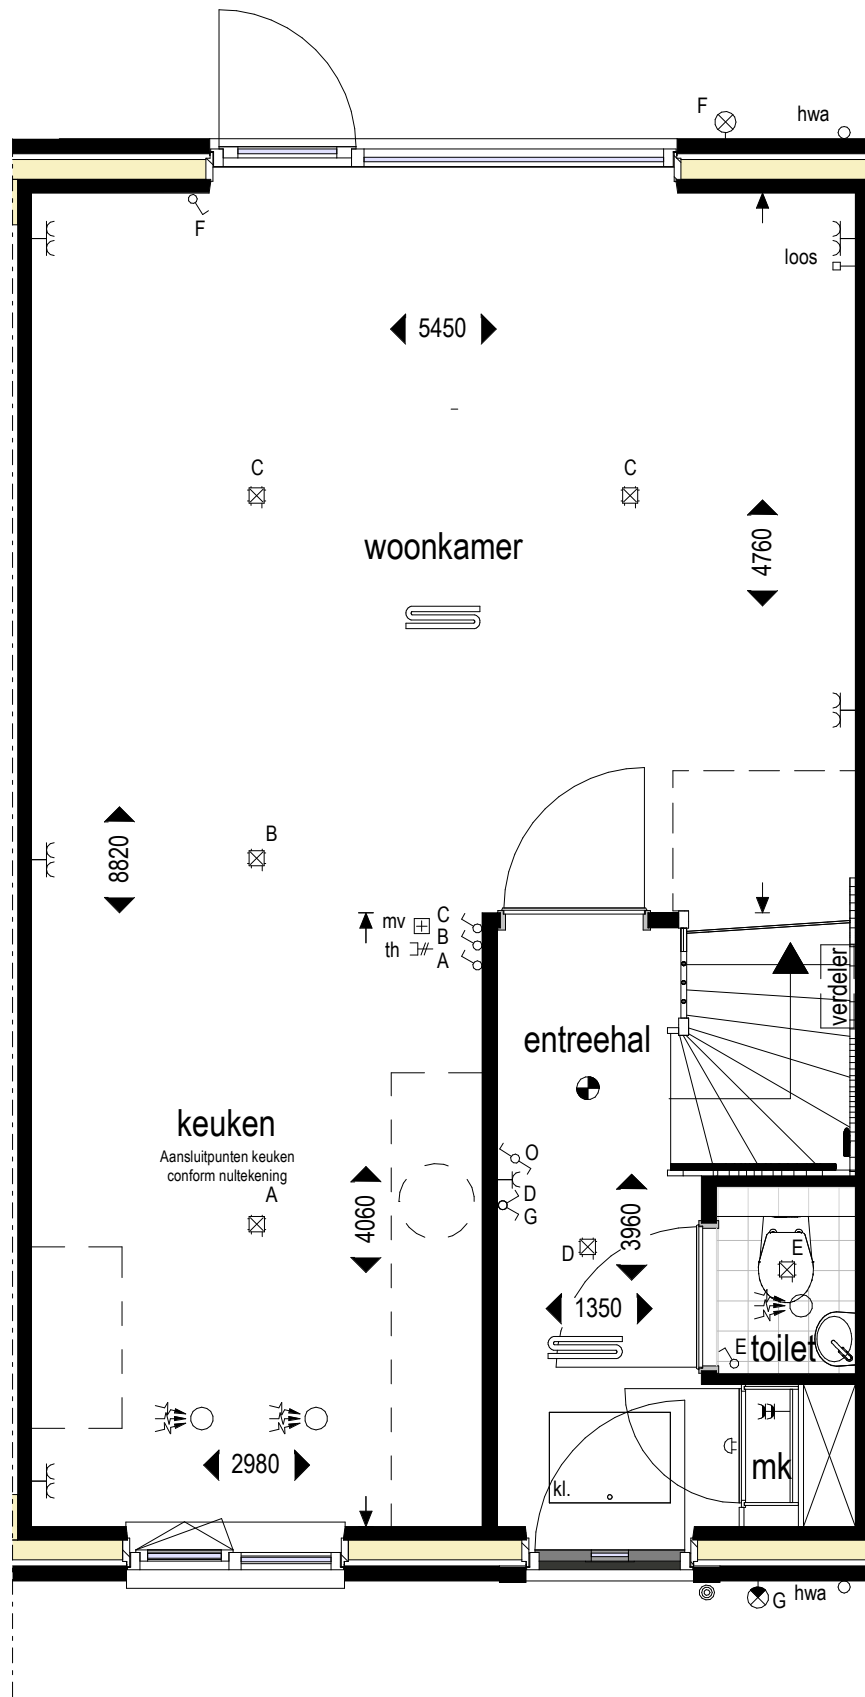 F
hwa
F
loos
5450
C
C
woonkamer
4760
B
8820
mv
C
B
th
A
verdeler
entreehal
keuken
Aansluitpunten keuken
conform nultekening
A
4060
O
D
G
3960
D
E
1350
E
toilet
2980
mk
kl.
G
hwa